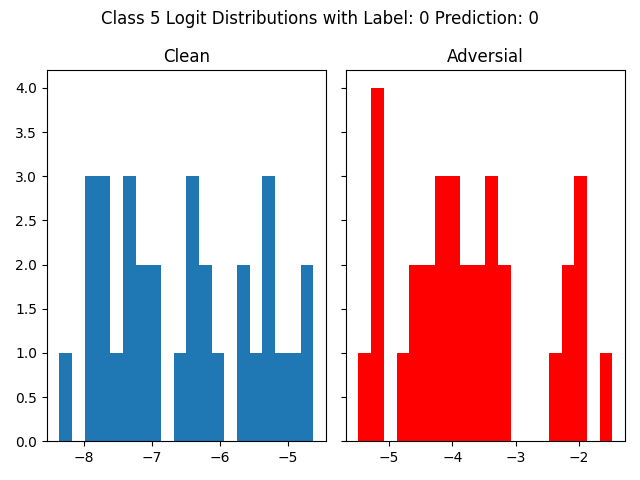 Class 5 Logit Distributions with Label: 0 Prediction: 0
Clean
Adversial
4.0
3.5
3.0
2.5
2.0
1.5
1.0
0.5
0.0
−8 −7 −6 −5
−5 −4 −3 −2